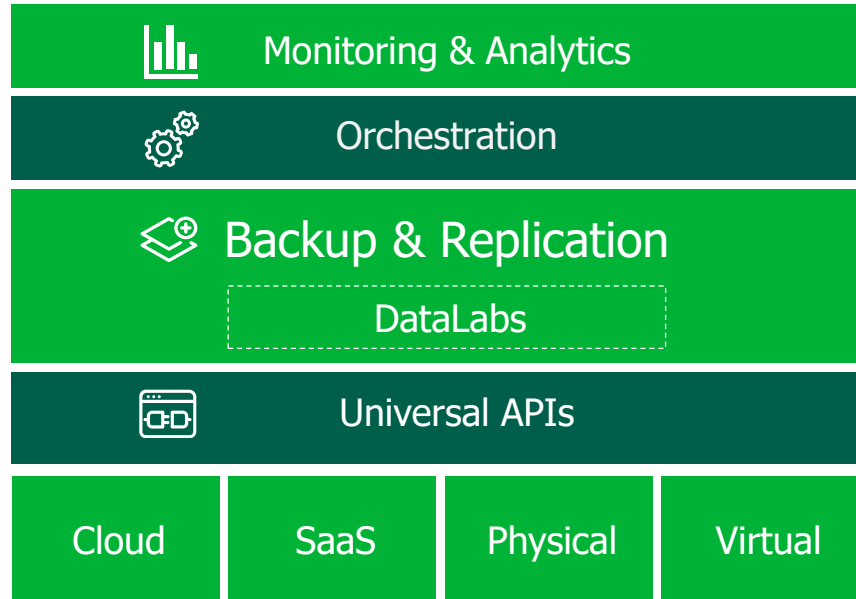 Monitoring & Analytics
Orchestration
Backup & Replication
DataLabs
Universal APIs
Cloud SaaS Physical Virtual